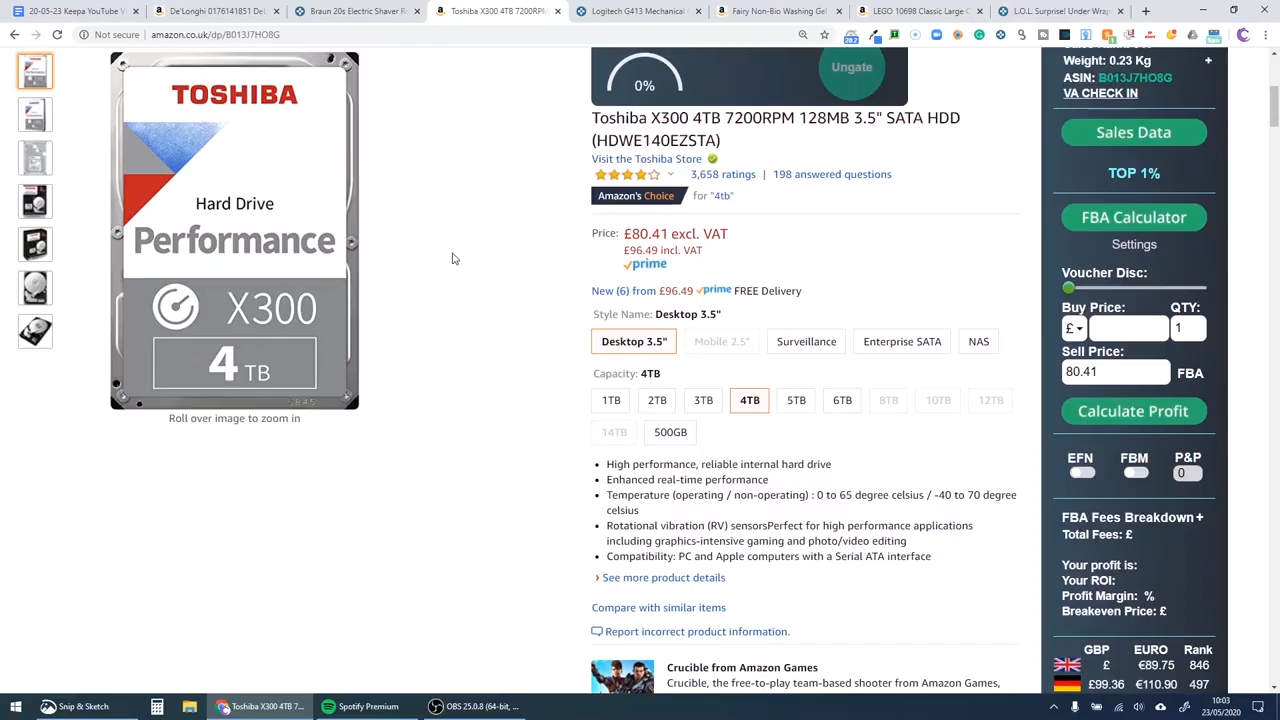 20-05-23 Keepa Yellow Vid
De'Longhi 0176141851 Del
Braun 20s Electric Shaver R
Toshiba X300 4TB 7200RPM
Logitech G413 Mechanical
Fairy Non-Bio Washing Gel
LEGO 10698 Classic Large C
L.O.L. Surprise! Under Wrap
Not secure | amazon.co.uk/dp/B013J7HO8G
TOSHIBA
Hard Drive
Performance
X300
4 TB
Roll over image to zoom in
0%
Ungate
Toshiba X300 4TB 7200RPM 128MB 3.5" SATA HDD
(HDWE140EZSTA)
Visit the Toshiba Store
3,658 ratings | 198 answered questions
Amazon's Choice for "4tb"
Price: £80.41 excl. VAT
£96.49 incl. VAT
prime
New (6) from £96.49 prime FREE Delivery
Style Name: Desktop 3.5"
Desktop 3.5" Mobile 2.5" Surveillance Enterprise SATA NAS
Capacity: 4TB
1TB 2TB 3TB 4TB 5TB 6TB 8TB 10TB 12TB
14TB 500GB
• High performance, reliable internal hard drive
• Enhanced real-time performance
• Temperature (operating / non-operating) : 0 to 65 degree celsius / -40 to 70 degree
celsius
• Rotational vibration (RV) sensorsPerfect for high performance applications
including graphics-intensive gaming and photo/video editing
• Compatibility: PC and Apple computers with a Serial ATA interface
› See more product details
Compare with similar items
Report incorrect product information.
Crucible from Amazon Games
Crucible, the free-to-play team-based shooter from Amazon Games,
Weight: 0.23 Kg +
ASIN: B013J7HO8G
VA CHECK IN
Sales Data
TOP 1%
FBA Calculator
Settings
Voucher Disc:
Buy Price: QTY:
£ 1
Sell Price:
80.41 FBA
Calculate Profit
EFN FBM P&P
0
FBA Fees Breakdown +
Total Fees: £
Your profit is:
Your ROI:
Profit Margin: %
Breakeven Price: £
GBP EURO Rank
£ €89.75 846
£99.36 €110.90 497
Snip & Sketch
Toshiba X300 4TB 7...
Spotify Premium
OBS 25.0.8 (64-bit, ...
10:03
23/05/2020